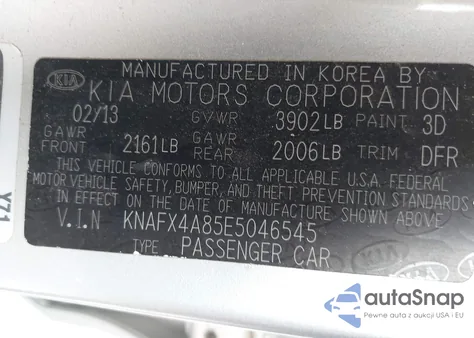 MANUFACTURED IN KOREA BY
KIA KIA MOTORS CORPORATION
02/13 GVWR 3902LB PAINT 3D
GAWR FRONT 2161LB GAWR REAR 2006LB TRIM DFR
THIS VEHICLE CONFORMS TO ALL APPLICABLE U.S.A. FEDERAL
MOTOR VEHICLE SAFETY, BUMPER, AND THEFT PREVENTION STANDARDS
IN EFFECT ON THE DATE OF MANUFACTURE SHOWN ABOVE
V.I.N KNAFX4A85E5046545
TYPE PASSENGER CAR
autoSnap
Pewne auta z aukcji USA i EU